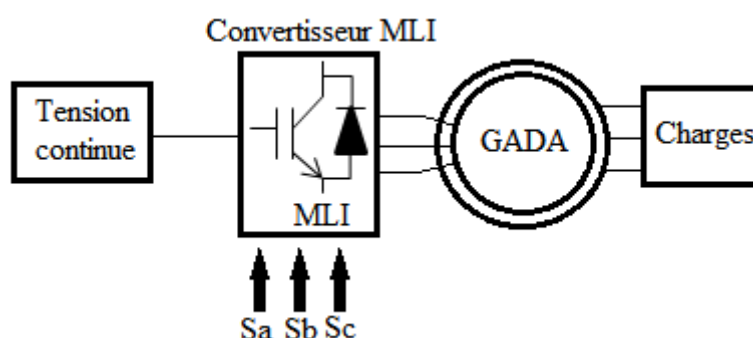 Convertisseur MLI
Tension
continue
MLI
GADA
Charges
Sa Sb Sc